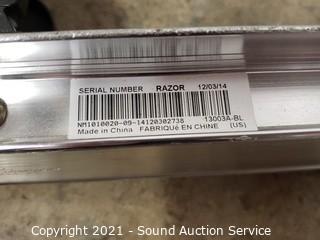 SERIAL NUMBER RAZOR 12/03/14
NM1010020-09-14120302738 13003A-BL
Made in China FABRIQUÉ EN CHINE (US)
Copyright 2021 - Sound Auction Service